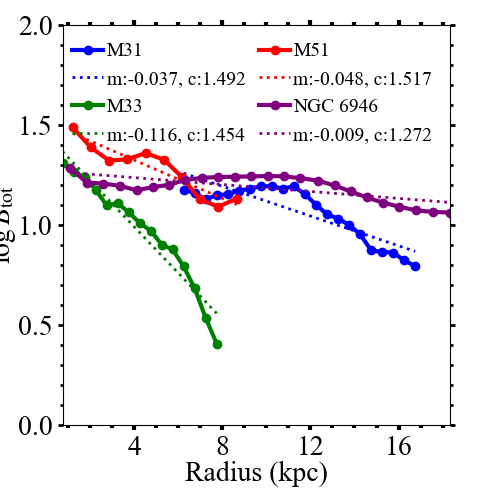 2.0
M31
M51
m:-0.037, c:1.492
m:-0.048, c:1.517
M33
NGC 6946
m:-0.116, c:1.454
m:-0.009, c:1.272
1.5
1.0
0.5
0.0
4 8 12 16
Radius (kpc)